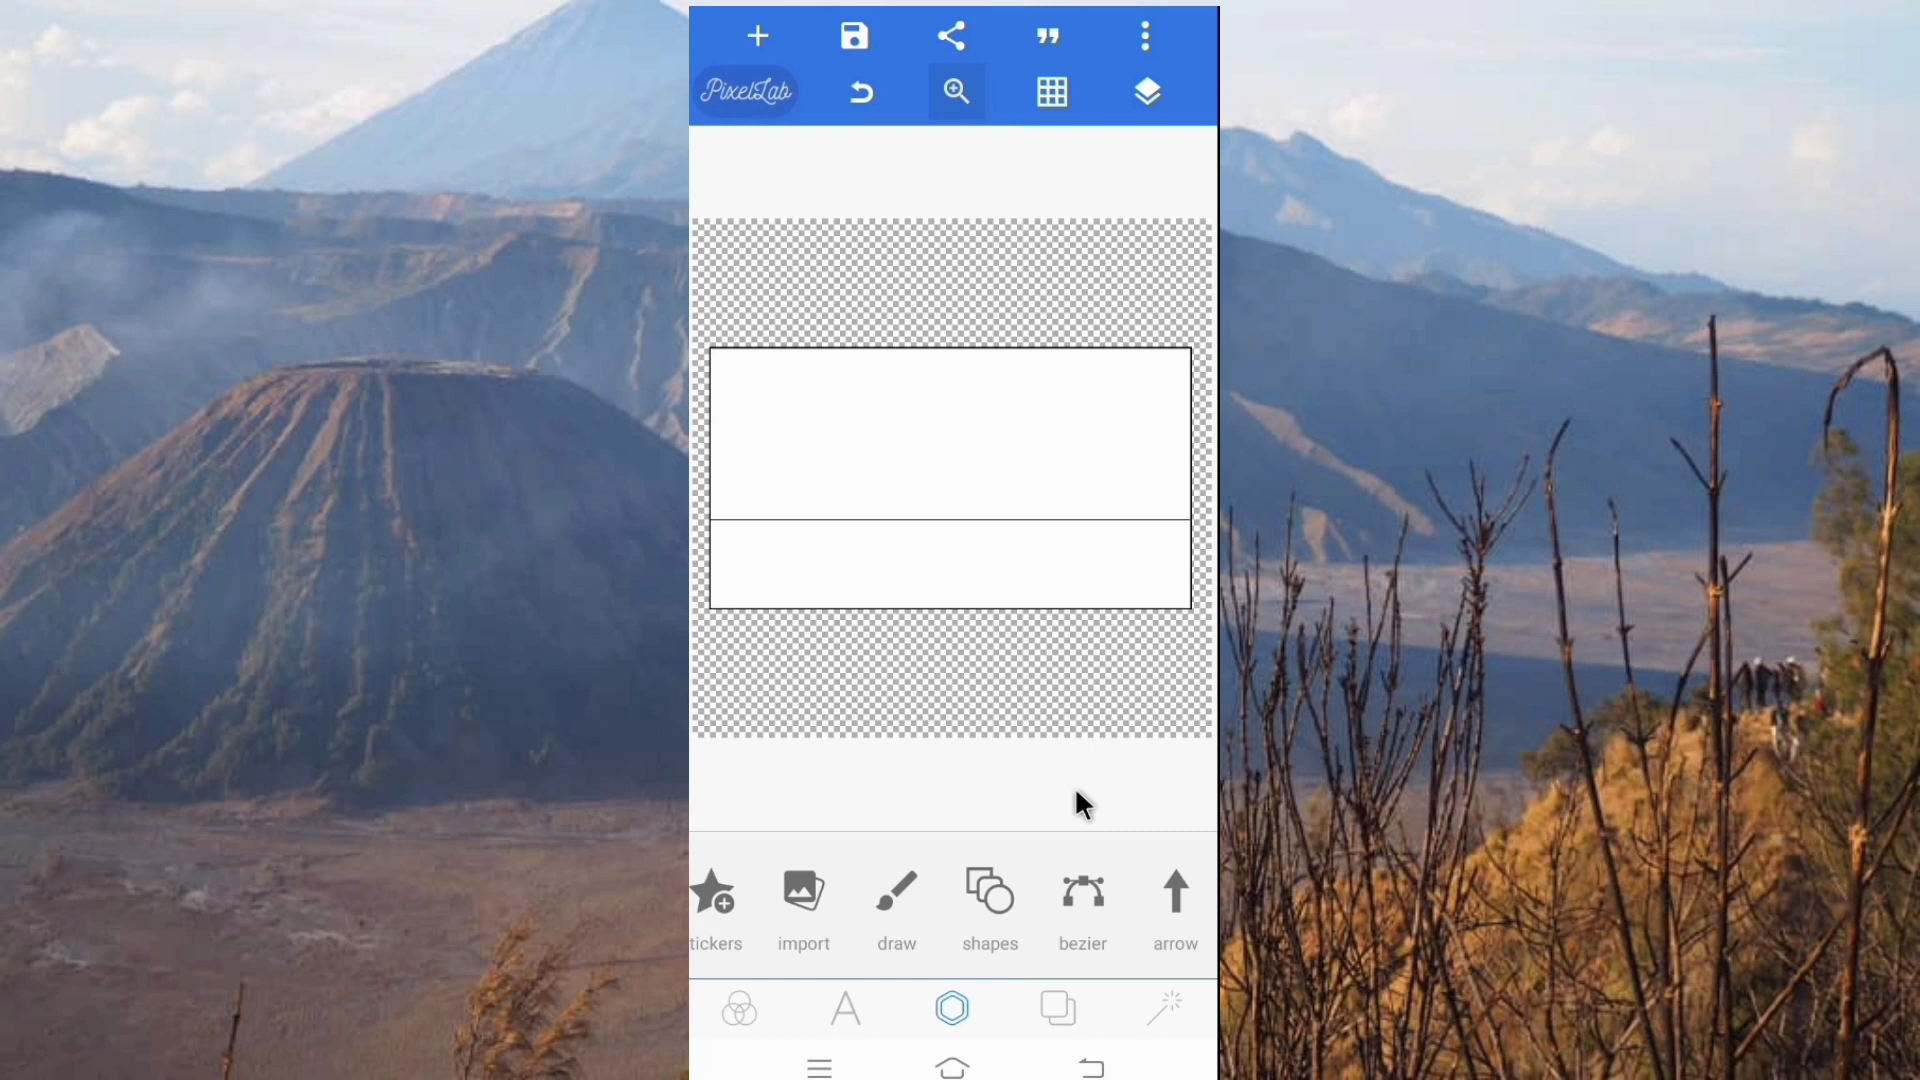 PixelLab
tickers
import
draw
shapes
bezier
arrow